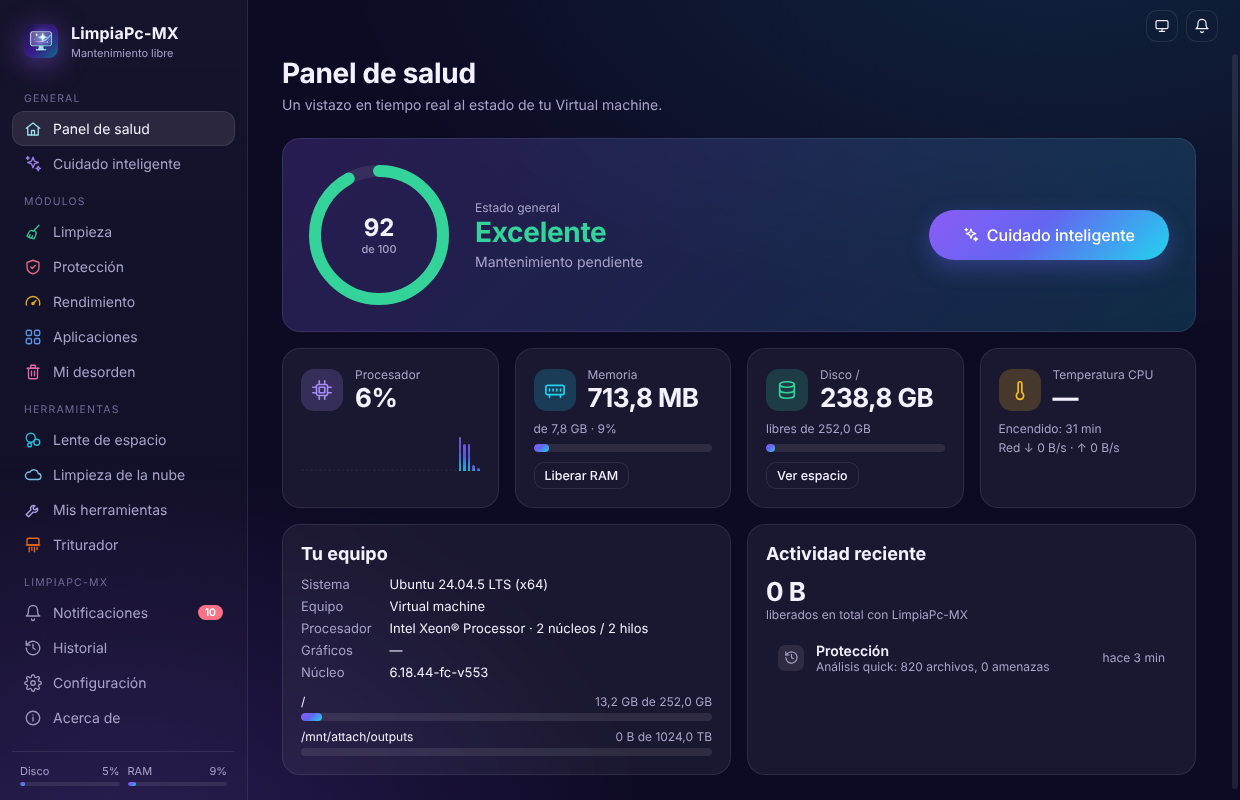 LimpiaPc-MX
Mantenimiento libre
GENERAL
Panel de salud
Cuidado inteligente
MÓDULOS
Limpieza
Protección
Rendimiento
Aplicaciones
Mi desorden
HERRAMIENTAS
Lente de espacio
Limpieza de la nube
Mis herramientas
Triturador
LIMPIAPC-MX
Notificaciones 10
Historial
Configuración
Acerca de
Disco 5% RAM 9%
Panel de salud
Un vistazo en tiempo real al estado de tu Virtual machine.
92
de 100
Estado general
Excelente
Mantenimiento pendiente
Cuidado inteligente
Procesador
6%
Memoria
713,8 MB
de 7,8 GB · 9%
Liberar RAM
Disco /
238,8 GB
libres de 252,0 GB
Ver espacio
Temperatura CPU
—
Encendido: 31 min
Red ↓ 0 B/s · ↑ 0 B/s
Tu equipo
Sistema Ubuntu 24.04.5 LTS (x64)
Equipo Virtual machine
Procesador Intel Xeon® Processor · 2 núcleos / 2 hilos
Gráficos —
Núcleo 6.18.44-fc-v553
/ 13,2 GB de 252,0 GB
/mnt/attach/outputs 0 B de 1024,0 TB
Actividad reciente
0 B
liberados en total con LimpiaPc-MX
Protección
Análisis quick: 820 archivos, 0 amenazas
hace 3 min